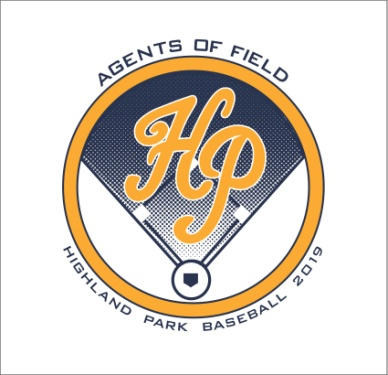 AGENTS OF FIELD
HP
HIGHLAND PARK BASEBALL 2019